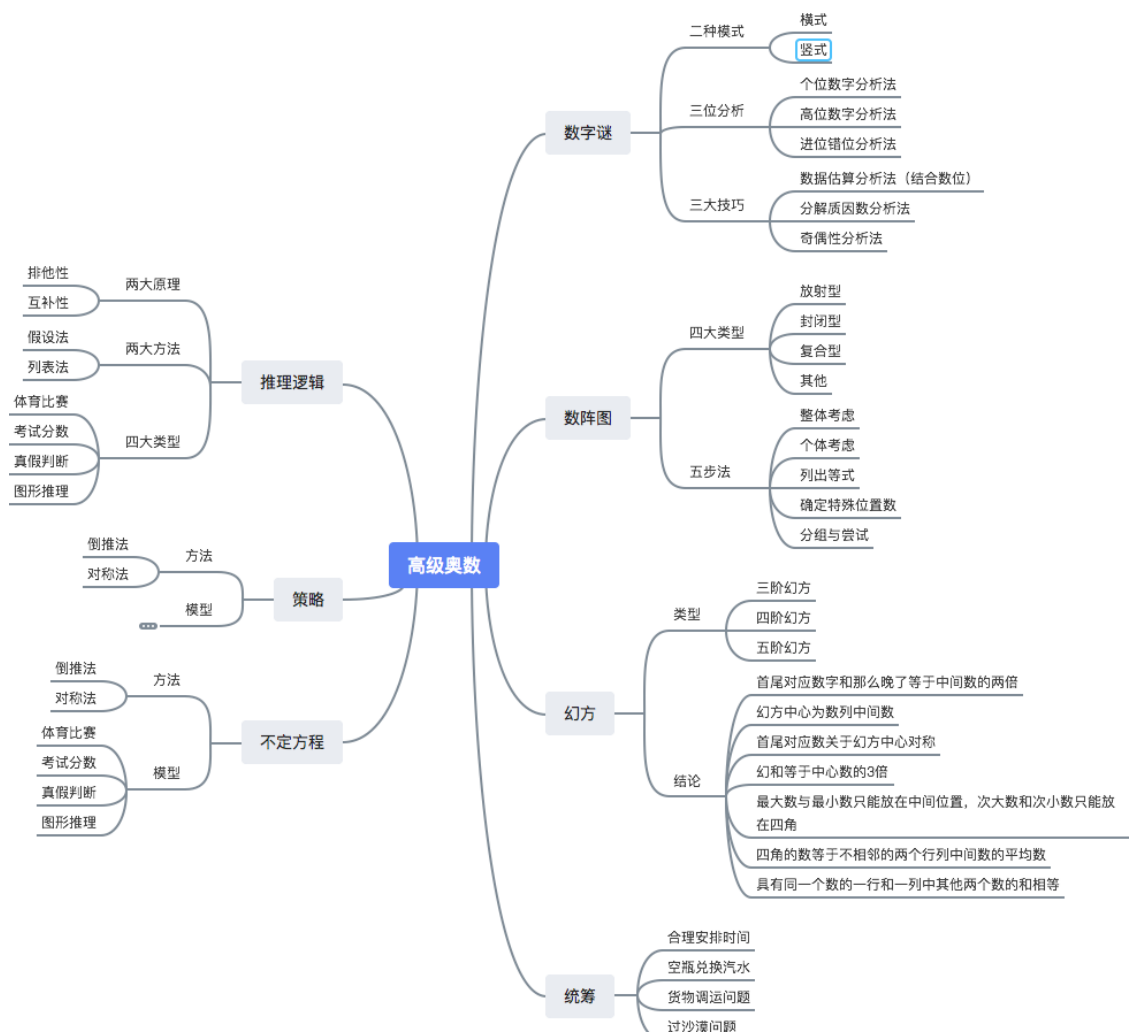 高级奥数
数字谜
二种模式
横式
竖式
三位分析
个位数字分析法
高位数字分析法
进位错位分析法
三大技巧
数据估算分析法（结合数位）
分解质因数分析法
奇偶性分析法
数阵图
四大类型
放射型
封闭型
复合型
其他
五步法
整体考虑
个体考虑
列出等式
确定特殊位置数
分组与尝试
幻方
类型
三阶幻方
四阶幻方
五阶幻方
结论
首尾对应数字和那么晚了等于中间数的两倍
幻方中心为数列中间数
首尾对应数关于幻方中心对称
幻和等于中心数的3倍
最大数与最小数只能放在中间位置，次大数和次小数只能放
在四角
四角的数等于不相邻的两个行列中间数的平均数
具有同一个数的一行和一列中其他两个数的和相等
统筹
合理安排时间
空瓶兑换汽水
货物调运问题
过沙漠问题
推理逻辑
两大原理
排他性
互补性
两大方法
假设法
列表法
四大类型
体育比赛
考试分数
真假判断
图形推理
策略
方法
倒推法
对称法
模型
不定方程
方法
倒推法
对称法
模型
体育比赛
考试分数
真假判断
图形推理